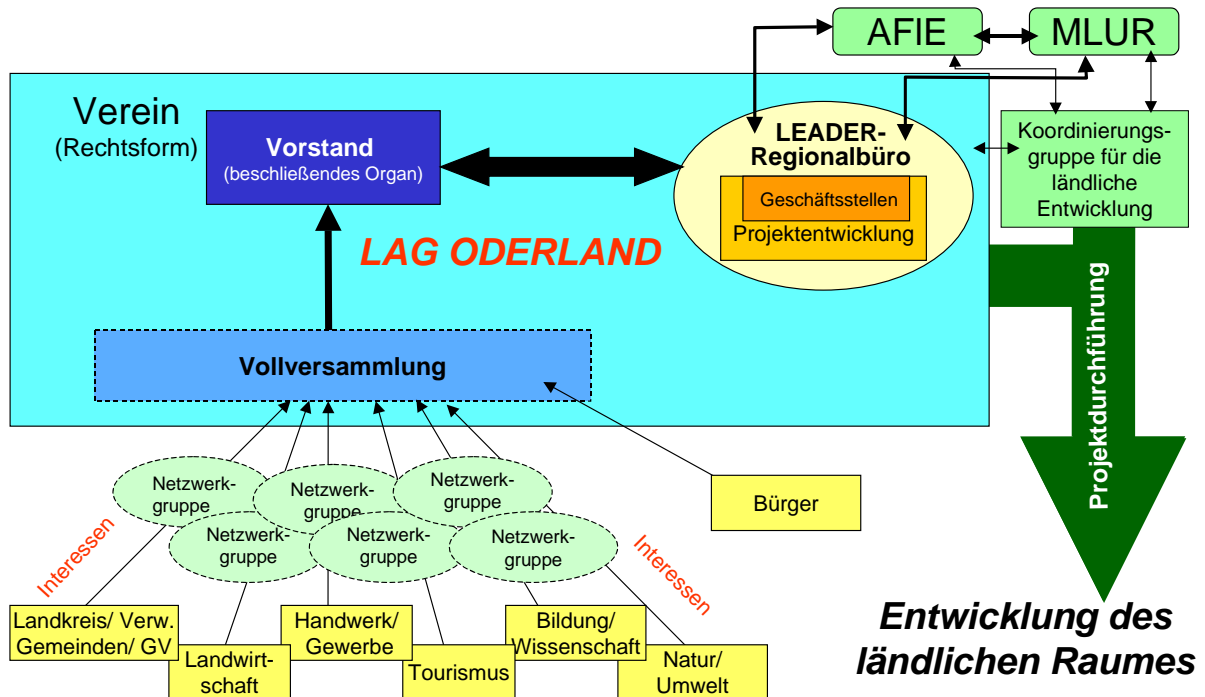 AFlE
MLUR
Verein
(Rechtsform)
Vorstand
(beschließendes Organ)
LEADER-
Regionalbüro
Geschäftsstellen
Projektentwicklung
Koordinierungs-
gruppe für die
ländliche
Entwicklung
LAG ODERLAND
Vollversammlung
Projektdurchführung
Netzwerk-
gruppe
Netzwerk-
gruppe
Netzwerk-
gruppe
Netzwerk-
gruppe
Netzwerk-
gruppe
Netzwerk-
gruppe
Bürger
Interessen
Interessen
Landkreis/ Verw.
Gemeinden/ GV
Landwirt-
schaft
Handwerk/
Gewerbe
Tourismus
Bildung/
Wissenschaft
Natur/
Umwelt
Entwicklung des
ländlichen Raumes